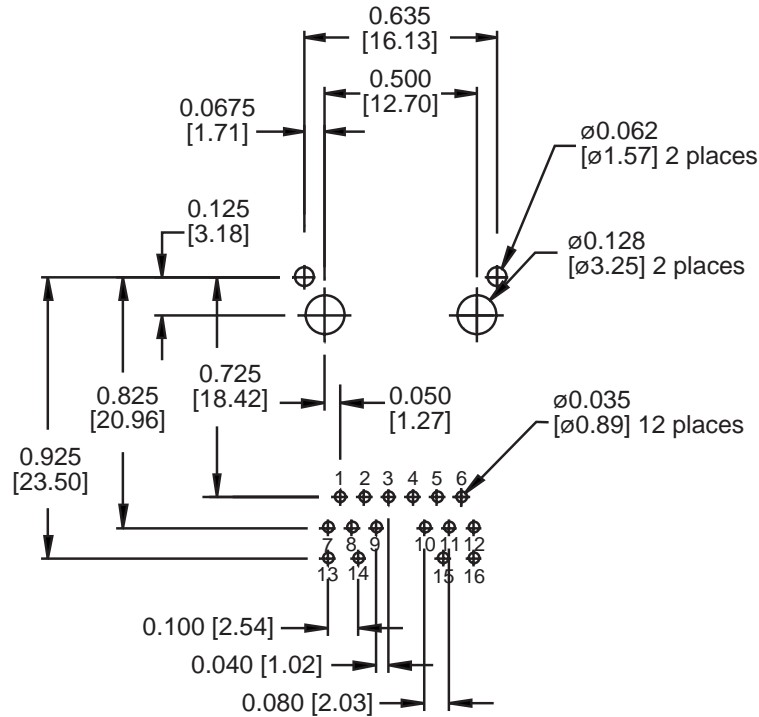 0.635
[16.13]
0.500
[12.70]
0.0675
[1.71]
ø0.062
[ø1.57] 2 places
0.125
[3.18]
ø0.128
[ø3.25] 2 places
0.725
[18.42]
0.825
[20.96]
0.050
[1.27]
ø0.035
[ø0.89] 12 places
0.925
[23.50]
1 2 3 4 5 6
7 8 9 10 11 12
13 14 15 16
0.100 [2.54]
0.040 [1.02]
0.080 [2.03]